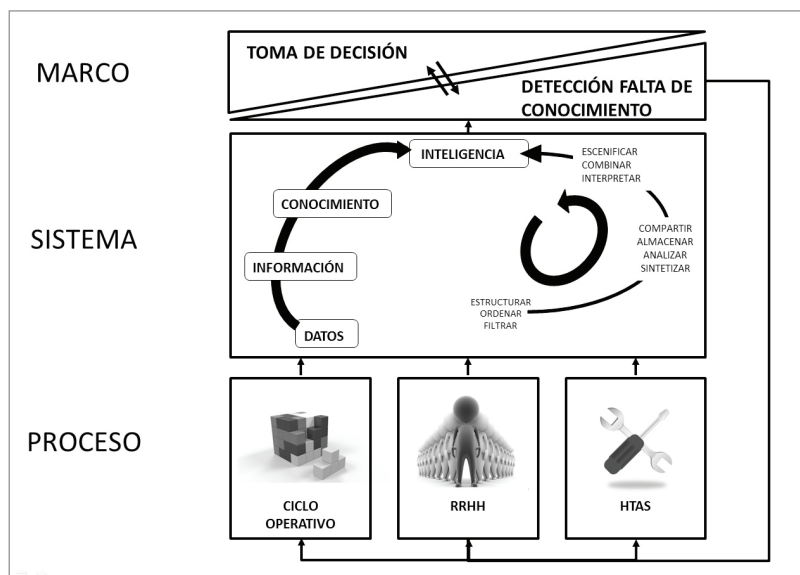 MARCO
TOMA DE DECISIÓN
DETECCIÓN FALTA DE
CONOCIMIENTO
SISTEMA
INTELIGENCIA
CONOCIMIENTO
INFORMACIÓN
DATOS
ESCENIFICAR
COMBINAR
INTERPRETAR
COMPARTIR
ALMACENAR
ANALIZAR
SINTETIZAR
ESTRUCTURAR
ORDENAR
FILTRAR
PROCESO
CICLO
OPERATIVO
RRHH
HTAS